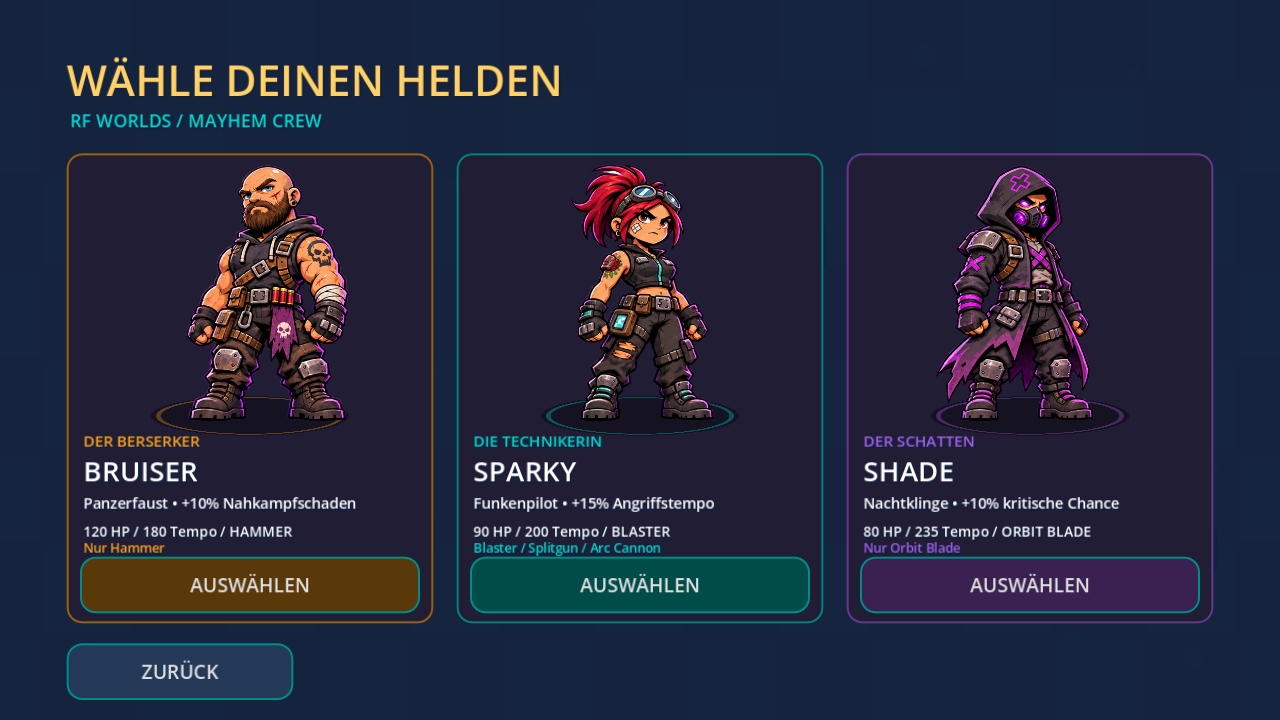 WÄHLE DEINEN HELDEN
RF WORLDS / MAYHEM CREW
DER BERSERKER
BRUISER
Panzerfaust • +10% Nahkampfschaden
120 HP / 180 Tempo / HAMMER
Nur Hammer
AUSWÄHLEN
DIE TECHNIKERIN
SPARKY
Funkenpilot • +15% Angriffstempo
90 HP / 200 Tempo / BLASTER
Blaster / Splitgun / Arc Cannon
AUSWÄHLEN
DER SCHATTEN
SHADE
Nachtklinge • +10% kritische Chance
80 HP / 235 Tempo / ORBIT BLADE
Nur Orbit Blade
AUSWÄHLEN
ZURÜCK